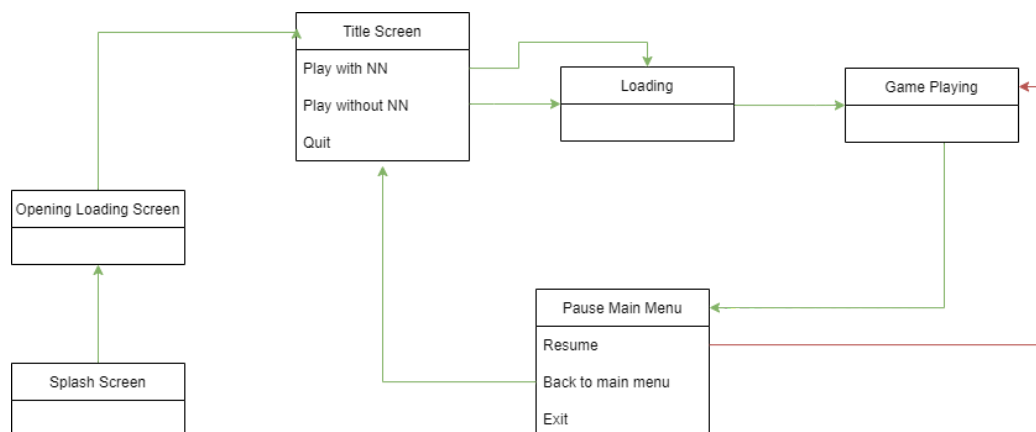 Title Screen
Play with NN
Play without NN
Quit
Loading
Game Playing
Opening Loading Screen
Pause Main Menu
Resume
Back to main menu
Exit
Splash Screen